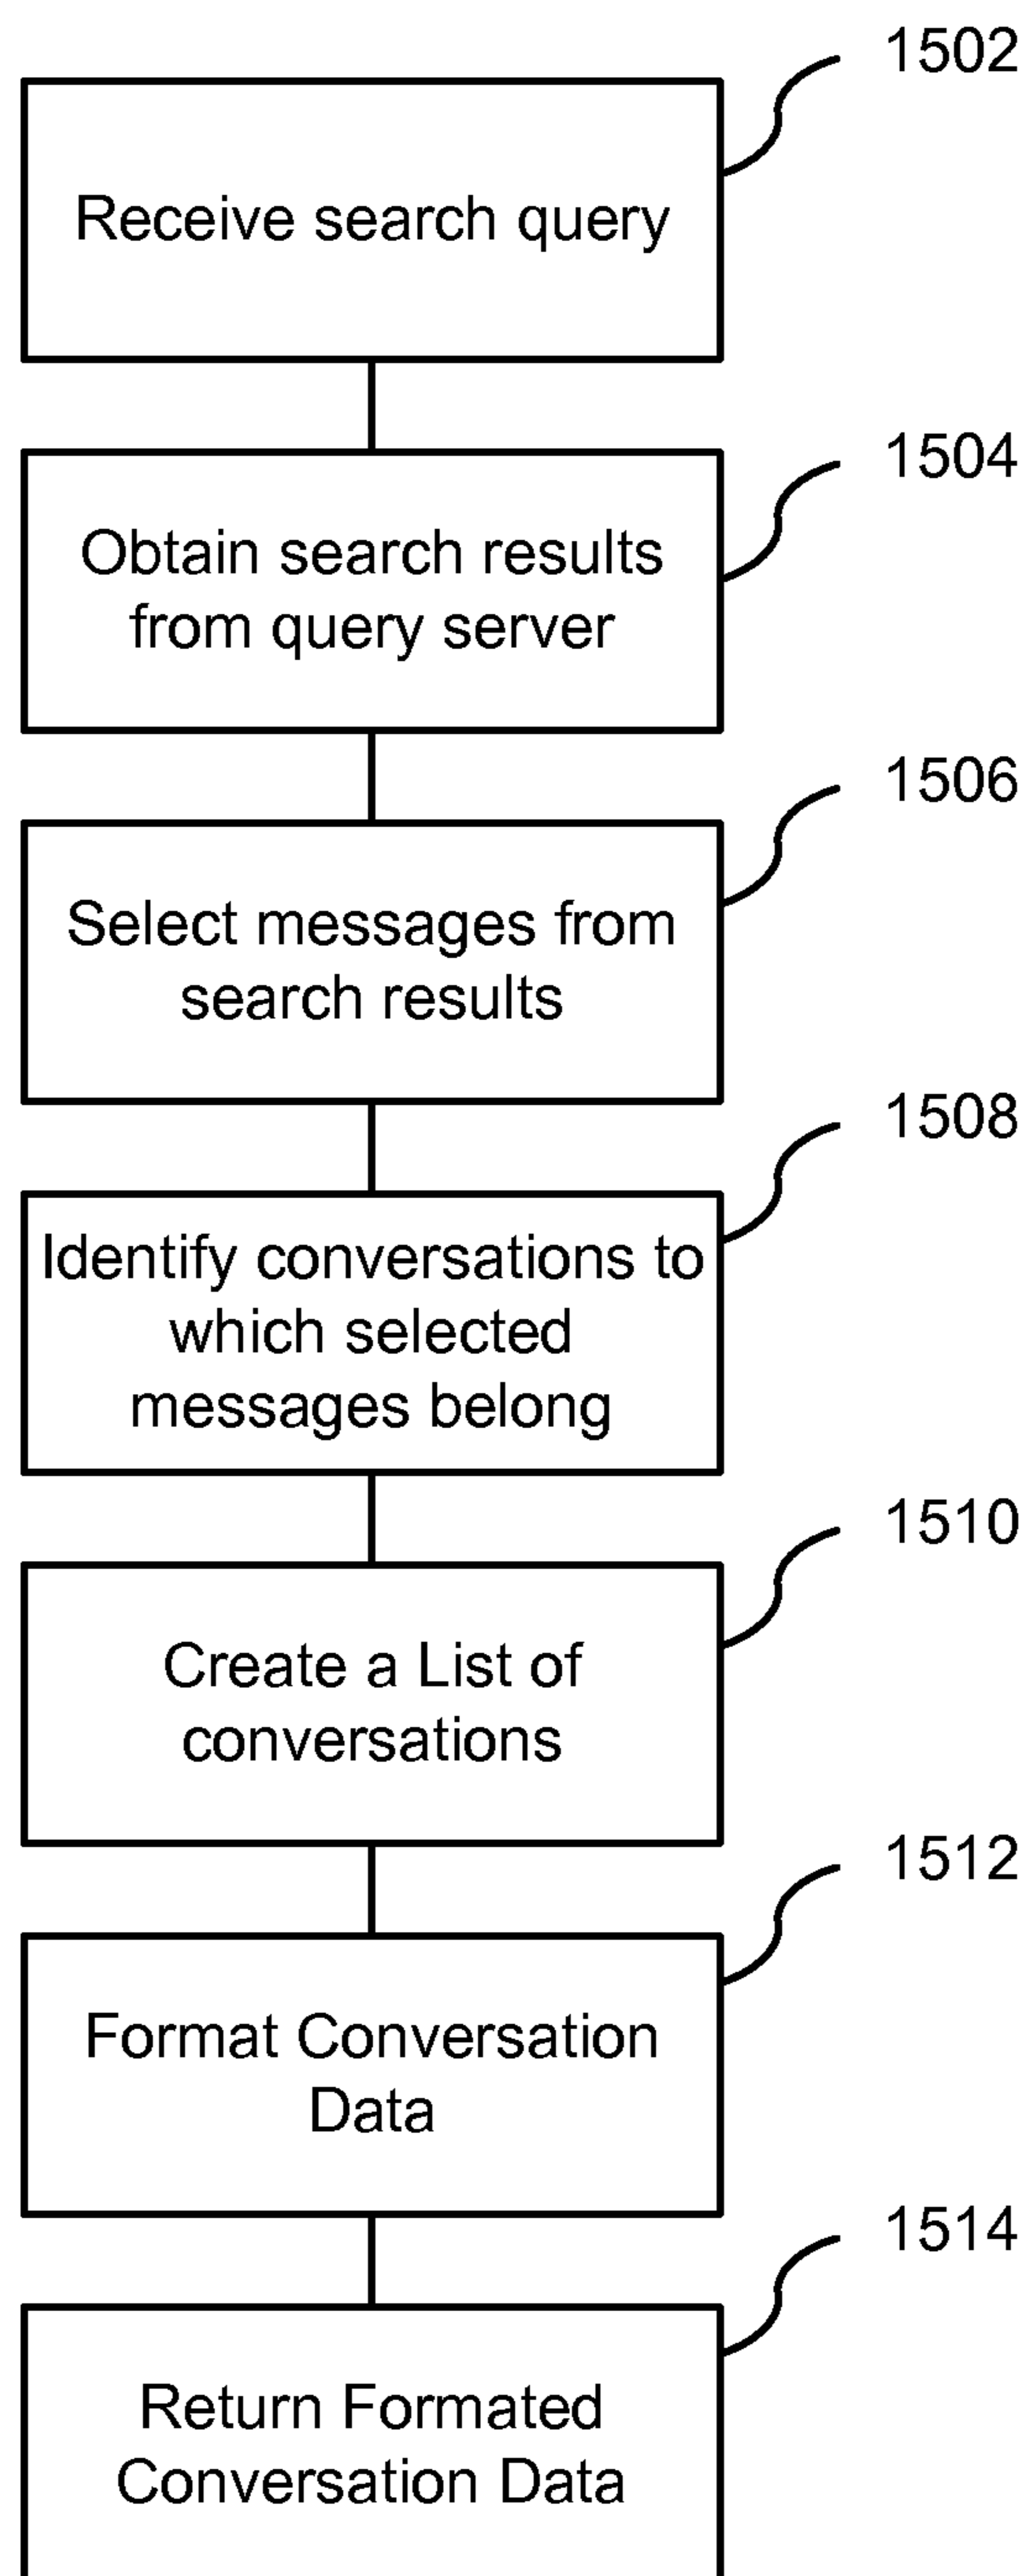 1502
Receive search query
1504
Obtain search results
from query server
1506
Select messages from
search results
1508
Identify conversations to
which selected
messages belong
1510
Create a List of
conversations
1512
Format Conversation
Data
1514
Return Formated
Conversation Data